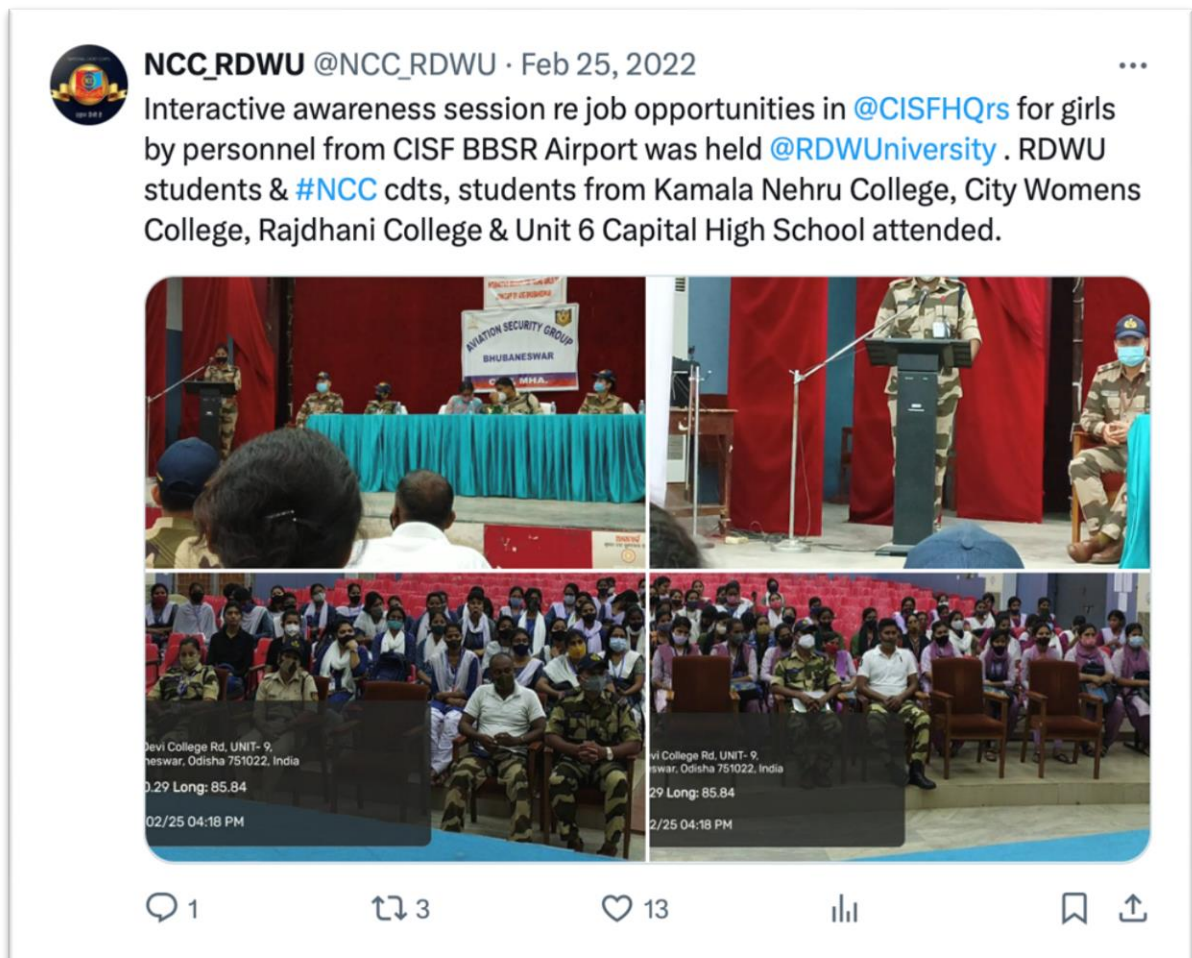 NCC_RDWU @NCC_RDWU · Feb 25, 2022
Interactive awareness session re job opportunities in @CISFHQrs for girls
by personnel from CISF BBSR Airport was held @RDWUniversity . RDWU
students & #NCC cdts, students from Kamala Nehru College, City Womens
College, Rajdhani College & Unit 6 Capital High School attended.
AVIATION SECURITY GROUP
BHUBANESWAR
MHA.
Devi College Rd, UNIT- 9,
neswar, Odisha 751022, India
0.29 Long: 85.84
02/25 04:18 PM
vi College Rd, UNIT- 9,
swar, Odisha 751022, India
29 Long: 85.84
2/25 04:18 PM
1
3
13